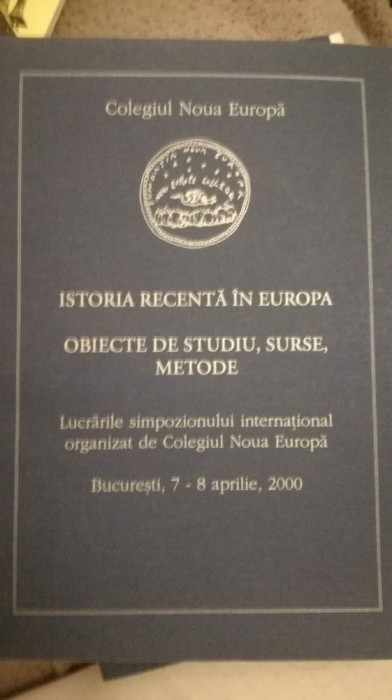 Colegiul Noua Europă
ISTORIA RECENTĂ ÎN EUROPA
OBIECTE DE STUDIU, SURSE,
METODE
Lucrările simpozionului internațional
organizat de Colegiul Noua Europă
București, 7 - 8 aprilie, 2000